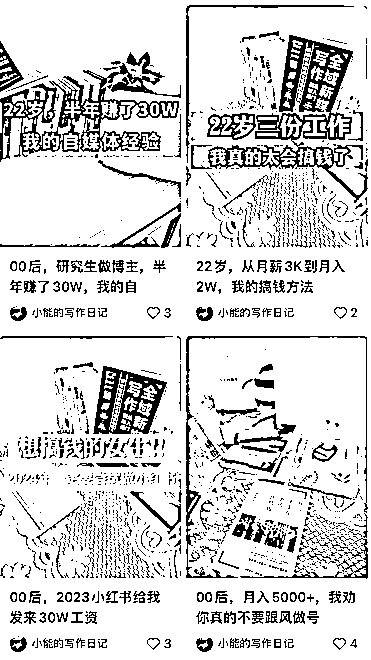 22岁，半年赚了30W
我的自媒体经验
00后，研究生做博主，半
年赚了30W，我的自
小能的写作日记
3
全域新
写作
22岁三份工作
我真的太会搞钱了
22岁，从月薪3K到月入
2W，我的搞钱方法
小能的写作日记
2
全域新
写作
想搞钱的女生
00后，2023小红书给我
发来30W工资
小能的写作日记
3
00后，月入5000+，我劝
你真的不要跟风做号
小能的写作日记
4